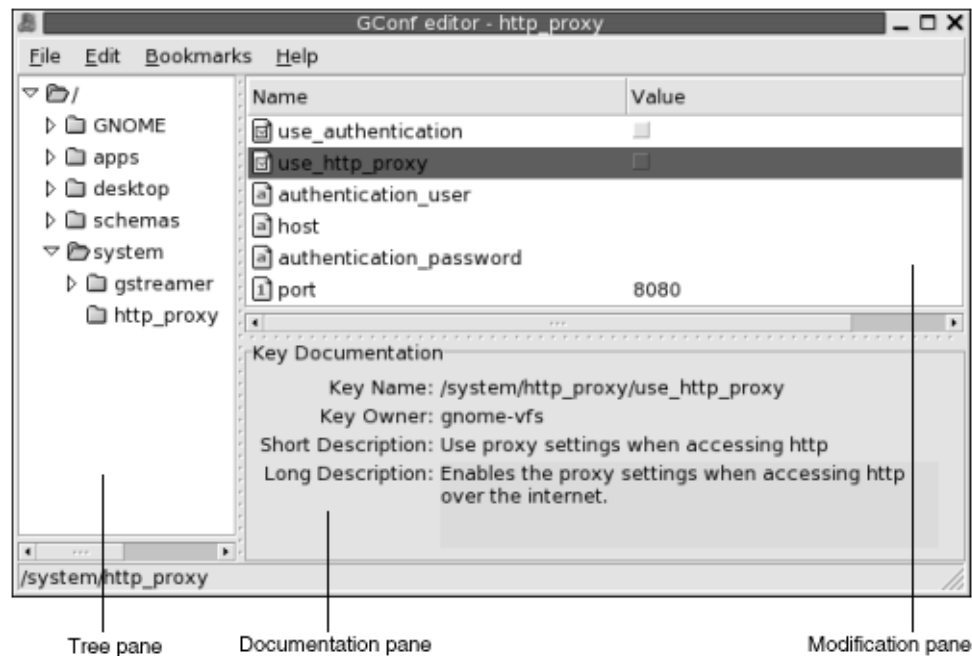 GConf editor - http_proxy
File Edit Bookmarks Help
/
GNOME
apps
desktop
schemas
system
gstreamer
http_proxy
Name Value
use_authentication
use_http_proxy
authentication_user
host
authentication_password
port 8080
Key Documentation
Key Name: /system/http_proxy/use_http_proxy
Key Owner: gnome-vfs
Short Description: Use proxy settings when accessing http
Long Description: Enables the proxy settings when accessing http
over the internet.
/system/http_proxy
Tree pane Documentation pane Modification pane